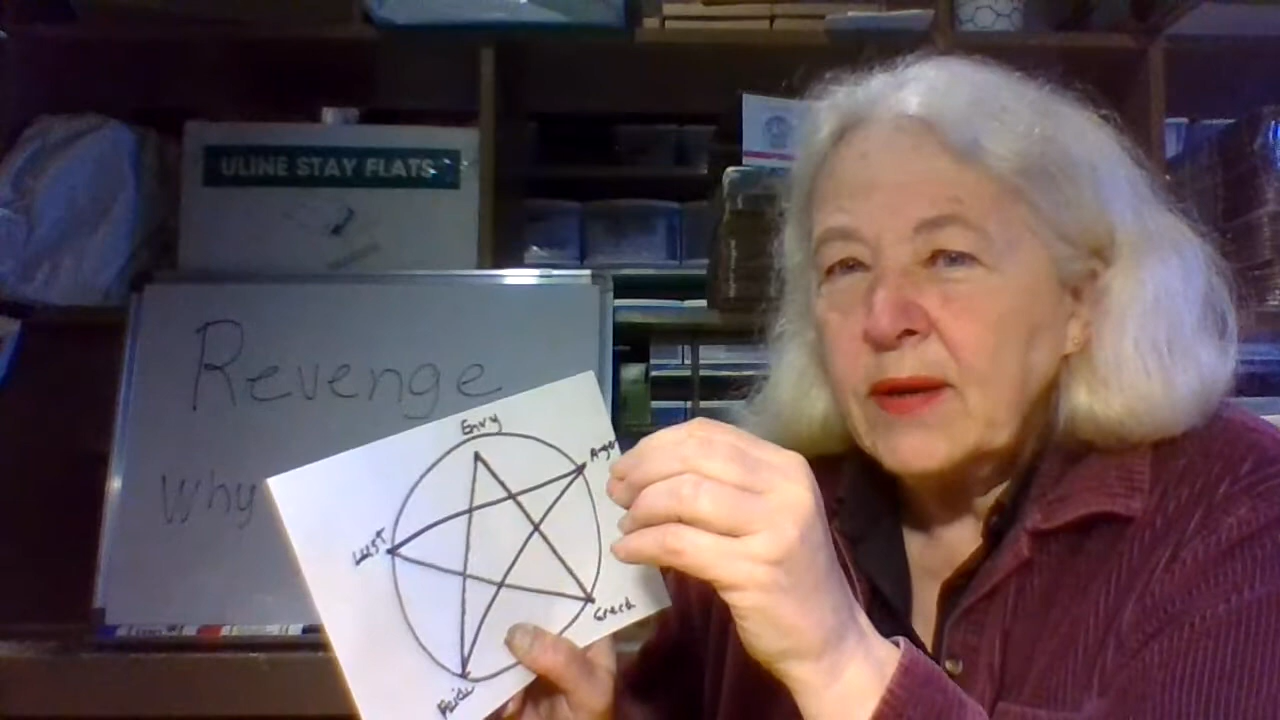 ULINE STAY FLATS
Revenge
Why
Envy
Anger
Lust
Greed
Pride